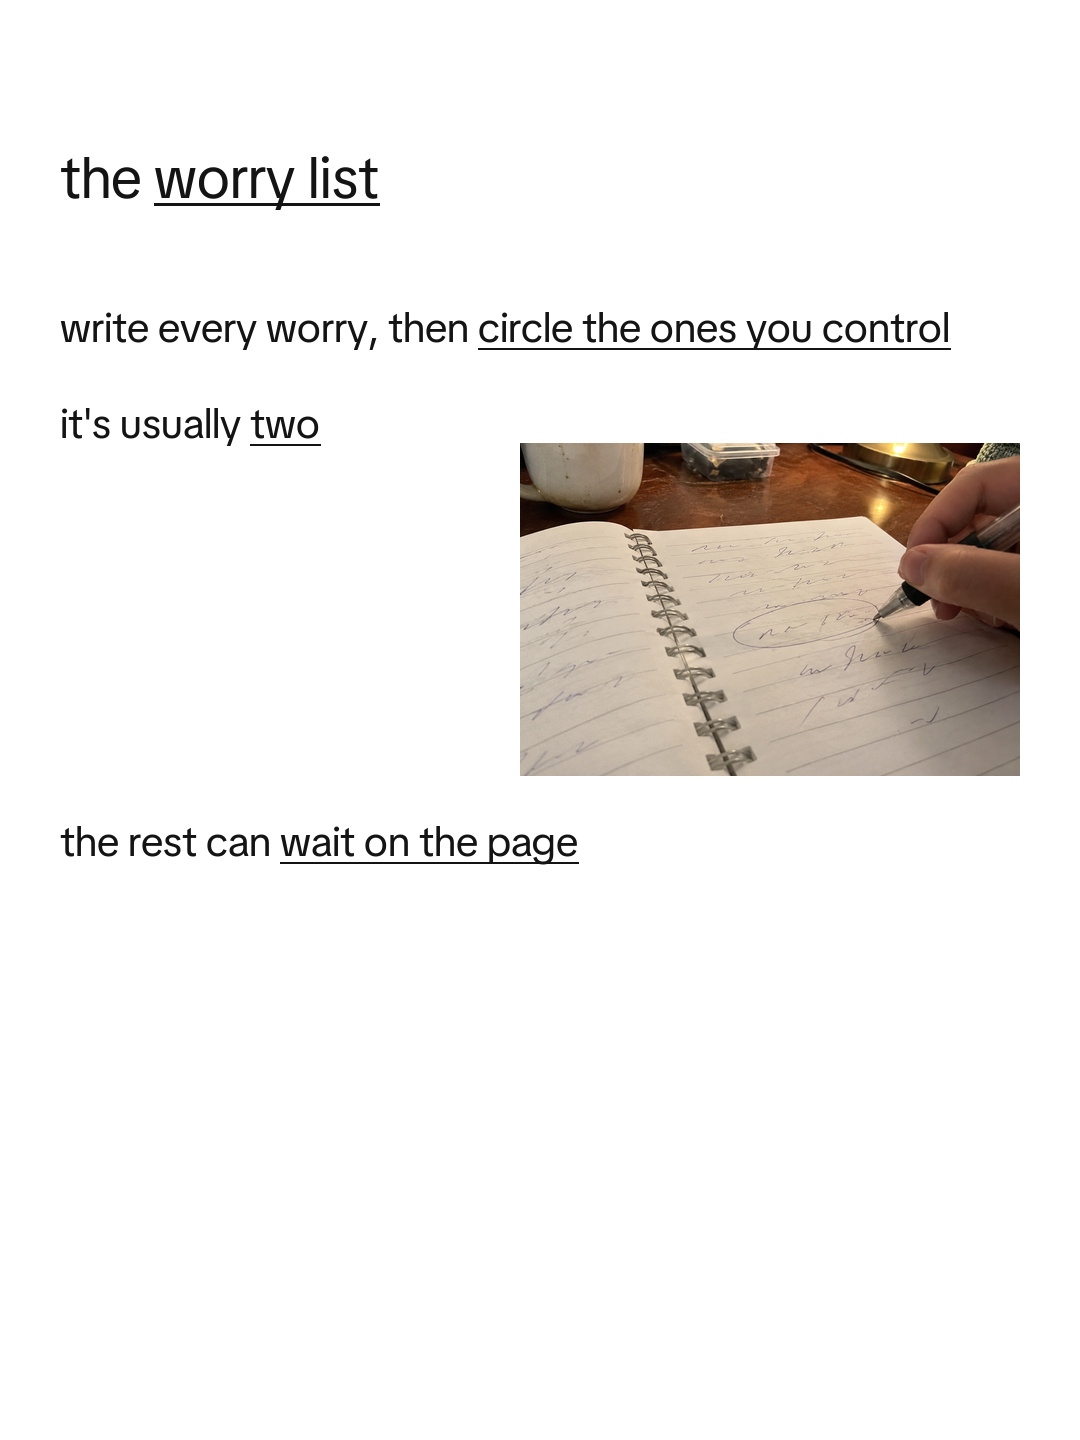 the worry list
write every worry, then circle the ones you control
it's usually two
the rest can wait on the page